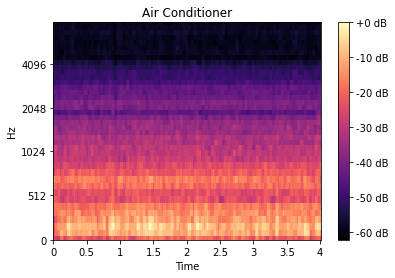 Air Conditioner
Hz
4096
2048
1024
512
0
0 0.5 1 1.5 2 2.5 3 3.5 4
Time
+0 dB
-10 dB
-20 dB
-30 dB
-40 dB
-50 dB
-60 dB